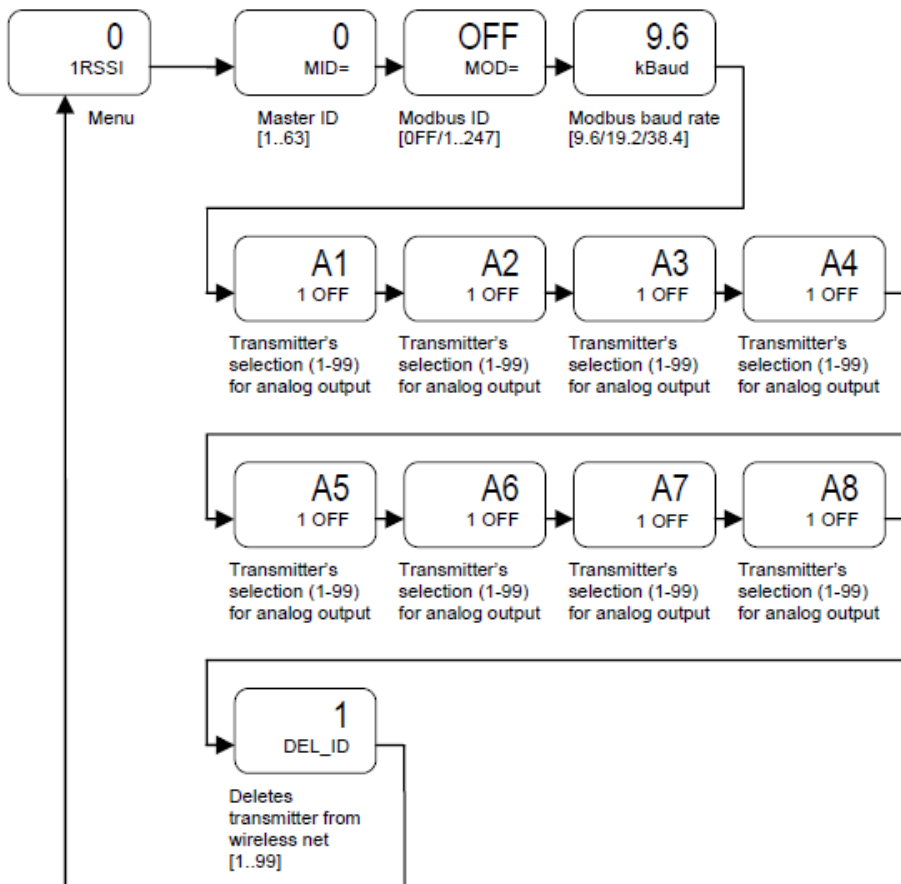 0
1RSSI
Menu
0
MID=
Master ID
[1..63]
OFF
MOD=
Modbus ID
[0FF/1..247]
9.6
kBaud
Modbus baud rate
[9.6/19.2/38.4]
A1
1 OFF
Transmitter's
selection (1-99)
for analog output
A2
1 OFF
Transmitter's
selection (1-99)
for analog output
A3
1 OFF
Transmitter's
selection (1-99)
for analog output
A4
1 OFF
Transmitter's
selection (1-99)
for analog output
A5
1 OFF
Transmitter's
selection (1-99)
for analog output
A6
1 OFF
Transmitter's
selection (1-99)
for analog output
A7
1 OFF
Transmitter's
selection (1-99)
for analog output
A8
1 OFF
Transmitter's
selection (1-99)
for analog output
1
DEL_ID
Deletes
transmitter from
wireless net
[1..99]